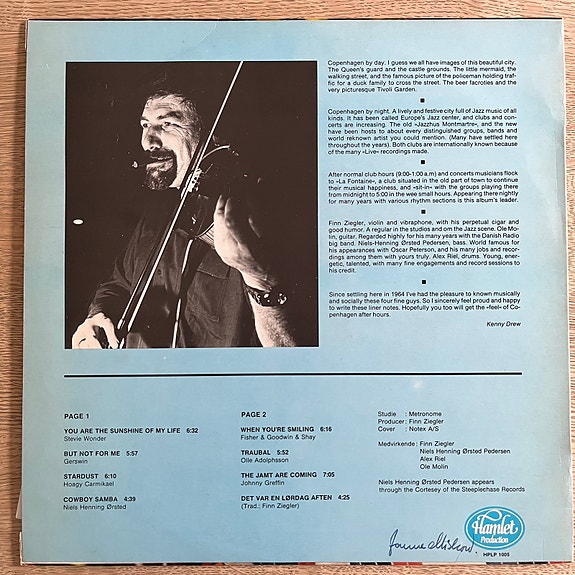 Copenhagen by day. I guess we all have images of this beautiful city.
The Queen's guard and the castle grounds. The little mermaid, the
walking street, and the famous picture of the policeman holding traf-
fic for a duck family to cross the street. The beer facroties and the
very picturesque Tivoli Garden.
Copenhagen by night. A lively and festive city full of Jazz music of all
kinds. It has been called Europe's Jazz center, and clubs and con-
certs are increasing. The old »Jazzhus Montmartre«, and the new
have been hosts to about every distinguished groups, bands and
world reknown artist you could mention. (Many have settled here
throughout the years). Both clubs are internationally known because
of the many »Live« recordings made.
After normal club hours (9:00-1:00 a.m) and concerts musicians flock
to »La Fontaine«, a club situated in the old part of town to continue
their musical happiness, and »sit-in« with the groups playing there
from midnight to 5:00 in the wee small hours. Appearing there nightly
for many years with various rhythm sections is this album's leader.
Finn Ziegler, violin and vibraphone, with his perpetual cigar and
good humor. A regular in the studios and om the Jazz scene. Ole Mo-
lin, guitar. Regarded highly for his many years with the Danish Radio
big band. Niels-Henning Ørsted Pedersen, bass. World famous for
his appearances with Oscar Peterson, and his many jobs and recor-
dings among them with yours truly. Alex Riel, drums. Young, ener-
getic, talented, with many fine engagements and record sessions to
his credit.
Since settling here in 1964 I've had the pleasure to known musically
and socially these four fine guys. So I sincerely feel proud and happy
to write these liner notes. Hopefully you too will get the »feel« of Co-
penhagen after hours.
Kenny Drew
PAGE 1
YOU ARE THE SUNSHINE OF MY LIFE 6:32
Stevie Wonder
BUT NOT FOR ME 5:57
Gerswin
STARDUST 6:10
Hoagy Carmikael
COWBOY SAMBA 4:39
Niels Henning Ørsted
PAGE 2
WHEN YOU'RE SMILING 6:16
Fisher & Goodwin & Shay
TRAUBAL 5:52
Olle Adolphsson
THE JAMT ARE COMING 7:05
Johnny Greffin
DET VAR EN LØRDAG AFTEN 4:25
(Trad.: Finn Ziegler)
Studie : Metronome
Producer : Finn Ziegler
Cover : Notex A/S
Medvirkende : Finn Ziegler
Niels Henning Ørsted Pedersen
Alex Riel
Ole Molin
Niels Henning Ørsted Pedersen appears
through the Cortesey of the Steeplechase Records
Hamlet
Production
HPLP 1005